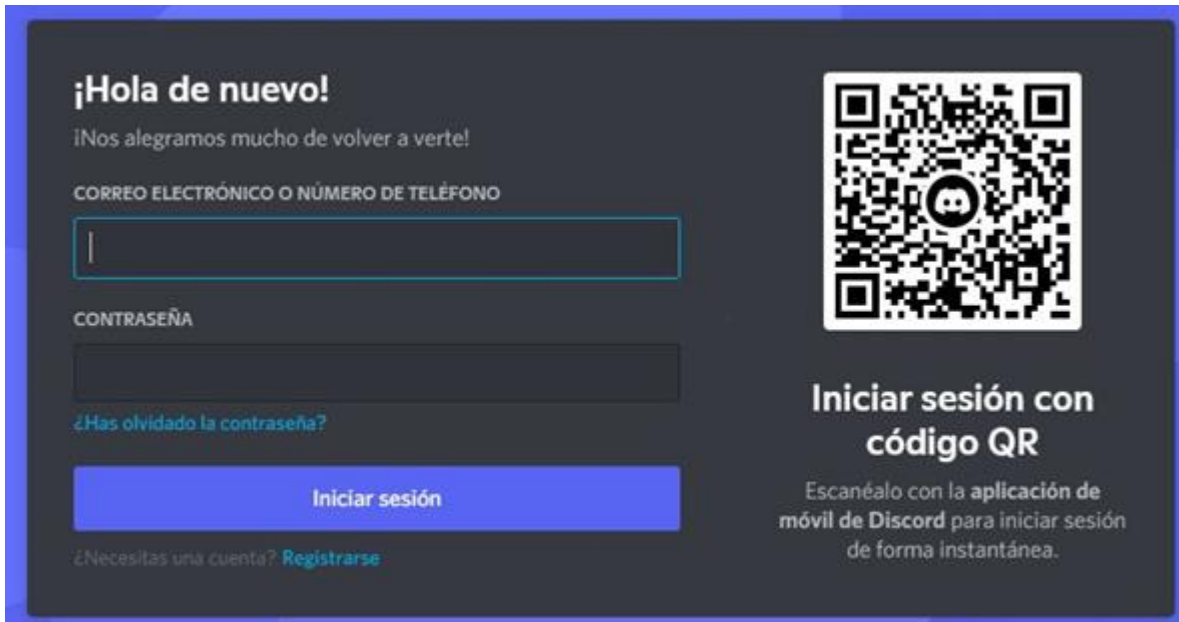 ¡Hola de nuevo!
¡Nos alegramos mucho de volver a verte!
CORREO ELECTRÓNICO O NÚMERO DE TELÉFONO
CONTRASEÑA
¿Has olvidado la contraseña?
Iniciar sesión
¿Necesitas una cuenta? Registrarse
Iniciar sesión con
código QR
Escanéalo con la aplicación de
móvil de Discord para iniciar sesión
de forma instantánea.